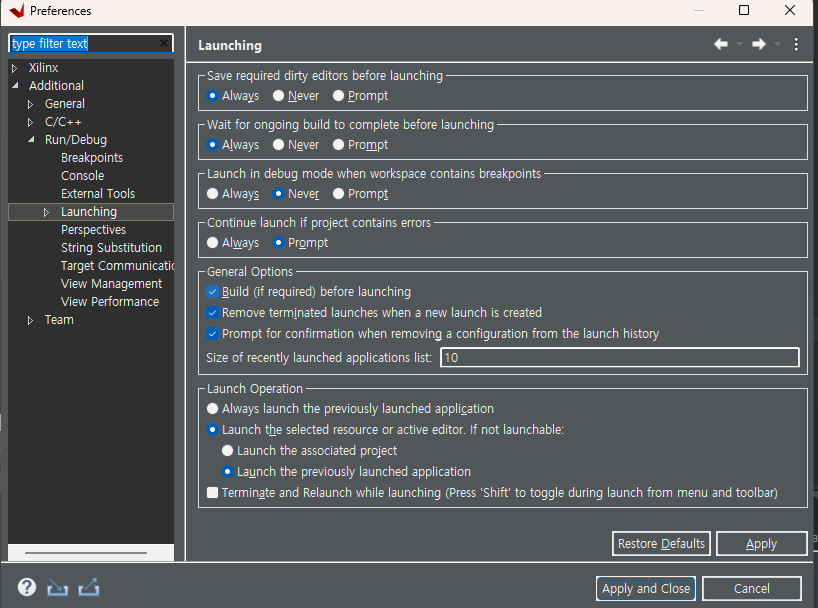 Preferences
type filter text
Launching
Xilinx
Additional
General
C/C++
Run/Debug
Breakpoints
Console
External Tools
Launching
Perspectives
String Substitution
Target Communicatio
View Management
View Performance
Team
Save required dirty editors before launching
Always Never Prompt
Wait for ongoing build to complete before launching
Always Never Prompt
Launch in debug mode when workspace contains breakpoints
Always Never Prompt
Continue launch if project contains errors
Always Prompt
General Options
Build (if required) before launching
Remove terminated launches when a new launch is created
Prompt for confirmation when removing a configuration from the launch history
Size of recently launched applications list: 10
Launch Operation
Always launch the previously launched application
Launch the selected resource or active editor. If not launchable:
Launch the associated project
Launch the previously launched application
Terminate and Relaunch while launching (Press 'Shift' to toggle during launch from menu and toolbar)
Restore Defaults Apply
Apply and Close Cancel